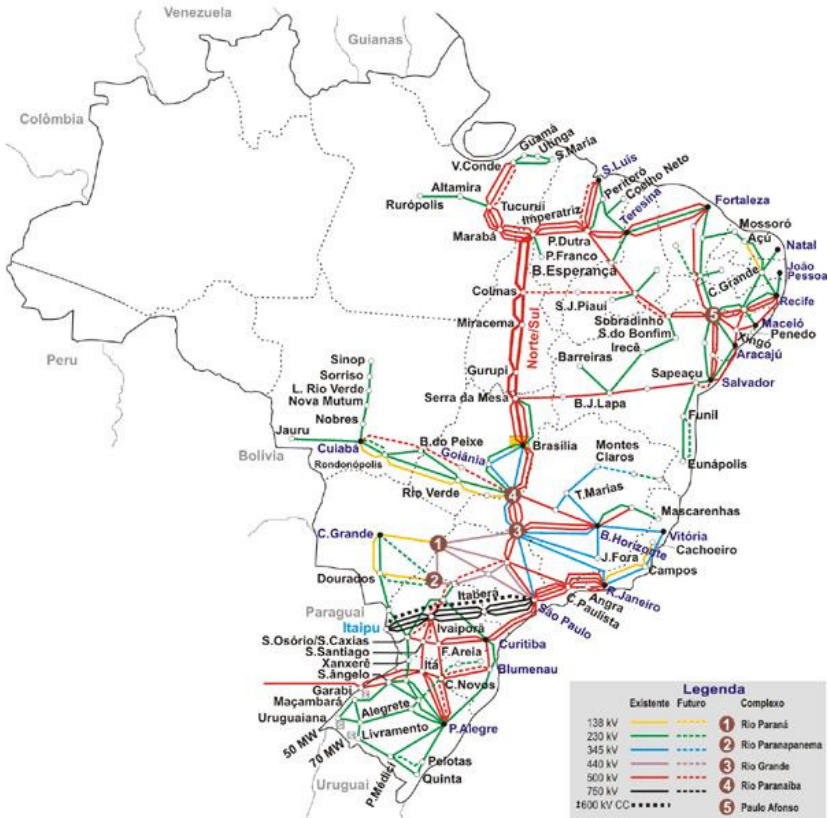 Venezuela
Guianas
Colômbia
Guamá
Utinga
S.Maria
V.Conde
S.Luís
Peritoró
Coelho Neto
Altamira
Rurópolis
Tucuruí
Imperatriz
Teresina
Fortaleza
Marabá
P.Dutra
P.Franco
B.Esperança
Mossoró
Açú
Natal
C.Grande
João
Pessoa
Colinas
S.J.Piauí
Recife
Sobradinho
5
Maceió
Miracema
Norte/Sul
S.do Bonfim
Penedo
Irecê
Xingó
Aracajú
Peru
Barreiras
Sinop
Gurupi
Sapeaçu
Salvador
Sorriso
L. Rio Verde
Serra da Mesa
B.J.Lapa
Nova Mutum
Funil
Nobres
Jauru
B.do Peixe
Brasília
Montes
Claros
Cuiabá
Goiânia
Bolívia
Rondonópolis
Eunápolis
Rio Verde
4
T.Marias
Mascarenhas
C.Grande
1
3
B.Horizonte
Vitória
Cachoeiro
J.Fora
Dourados
2
Campos
Itaberá
R.Janeiro
Angra
Paraguai
São Paulo
C.Paulista
Itaipu
Ivaiporã
S.Osório/S.Caxias
F.Areia
Curitiba
S.Santiago
Xanxerê
Itá
Blumenau
S.ângelo
C.Novos
Garabi
Maçambará
Alegrete
Uruguaiana
Livramento
P.Alegre
50 MW
70 MW
P.Médici
Pelotas
Quinta
Uruguai
Legenda
Existente Futuro Complexo
138 kV 1 Rio Paraná
230 kV
345 kV 2 Rio Paranapanema
440 kV 3 Rio Grande
500 kV 4 Rio Paranaíba
750 kV
±600 kV CC 5 Paulo Afonso